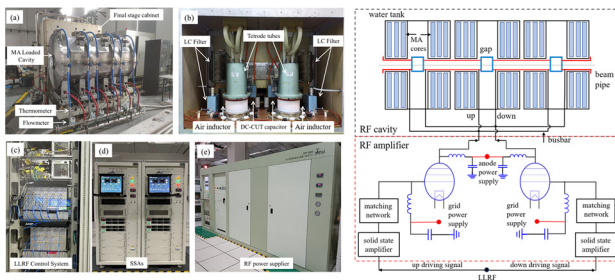 (a)
Final stage cabinet
MA Loaded
Cavity
Thermometer
Flowmeter
(b)
LC Filter
Tetrode tubes
LC Filter
Air inductor
DC-CUT capacitor
Air inductor
(c)
LLRF Control System
(d)
SSAs
(e)
RF power supplier
water tank
MA
cores
gap
beam
pipe
up
down
RF cavity
busbar
RF amplifier
anode
power
supply
grid
power
supply
grid
power
supply
matching
network
matching
network
solid state
amplifier
solid state
amplifier
up driving signal
down driving signal
LLRF